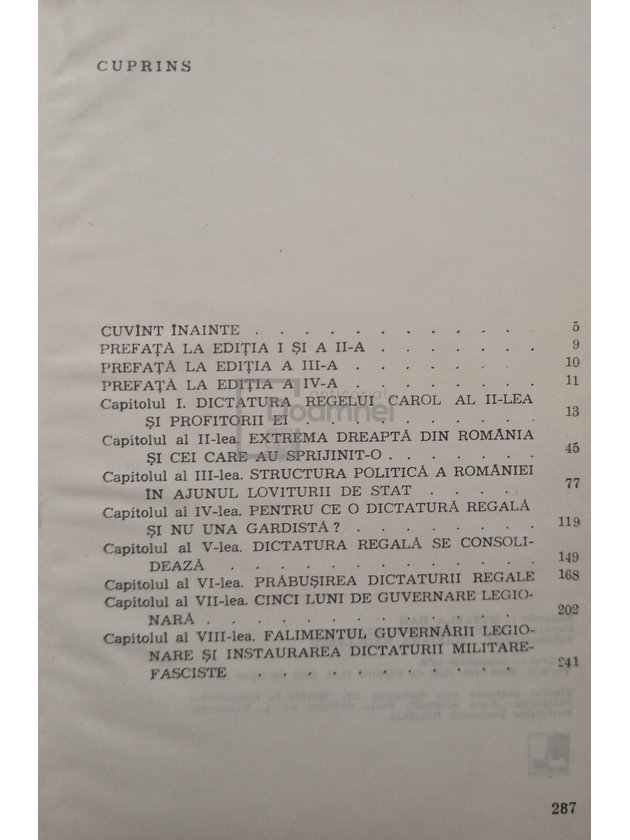 CUPRINS
CUVÎNT ÎNAINTE . . . . . . . . . . . . 5
PREFAȚĂ LA EDIȚIA I ȘI A II-A . . . . . . . 9
PREFAȚĂ LA EDIȚIA A III-A . . . . . . . . 10
PREFAȚĂ LA EDIȚIA A IV-A . . . . . . . . 11
Capitolul I. DICTATURA REGELUI CAROL AL II-LEA
ȘI PROFITORII EI . . . . . . . . 13
Capitolul al II-lea. EXTREMA DREAPTĂ DIN ROMÂNIA
ȘI CEI CARE AU SPRIJINIT-O . . . . . . 45
Capitolul al III-lea. STRUCTURA POLITICĂ A ROMÂNIEI
ÎN AJUNUL LOVITURII DE STAT . . . . . 77
Capitolul al IV-lea. PENTRU CE O DICTATURĂ REGALĂ
ȘI NU UNA GARDISTĂ? . . . . . . . 119
Capitolul al V-lea. DICTATURA REGALĂ SE CONSOLI-
DEAZĂ . . . . . . . . . . . . 149
Capitolul al VI-lea. PRĂBUȘIREA DICTATURII REGALE 168
Capitolul al VII-lea. CINCI LUNI DE GUVERNARE LEGIO-
NARĂ . . . . . . . . . . . . . 202
Capitolul al VIII-lea. FALIMENTUL GUVERNĂRII LEGIO-
NARE ȘI INSTAURAREA DICTATURII MILITARE-
FASCISTE . . . . . . . . . . . 241
287